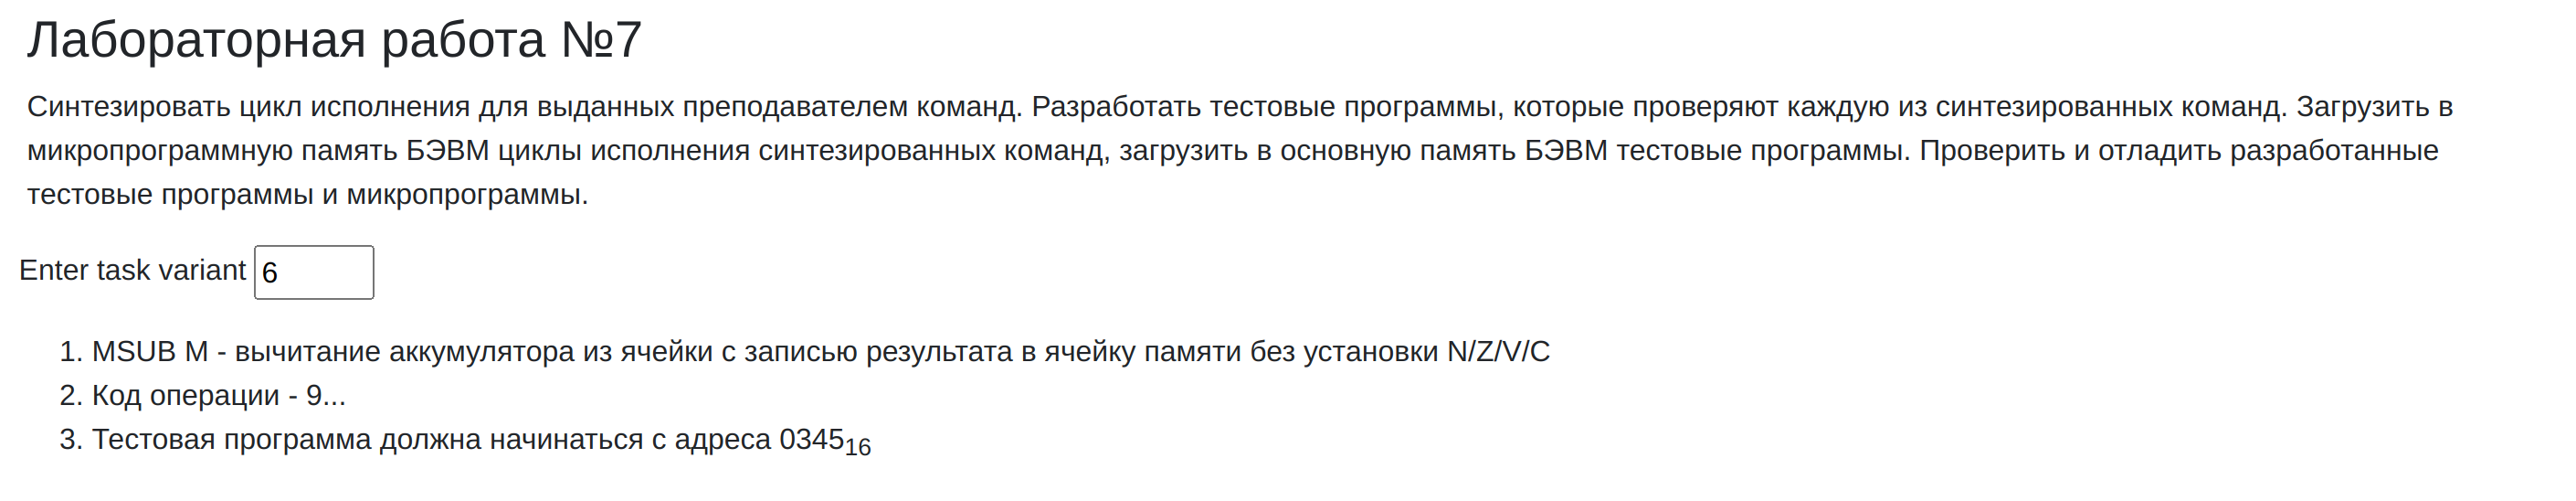 Лабораторная работа №7
Синтезировать цикл исполнения для выданных преподавателем команд. Разработать тестовые программы, которые проверяют каждую из синтезированных команд. Загрузить в
микропрограммную память БЭВМ циклы исполнения синтезированных команд, загрузить в основную память БЭВМ тестовые программы. Проверить и отладить разработанные
тестовые программы и микропрограммы.
Enter task variant 6
1. MSUB M - вычитание аккумулятора из ячейки с записью результата в ячейку памяти без установки N/Z/V/C
2. Код операции - 9...
3. Тестовая программа должна начинаться с адреса 0345₁₆